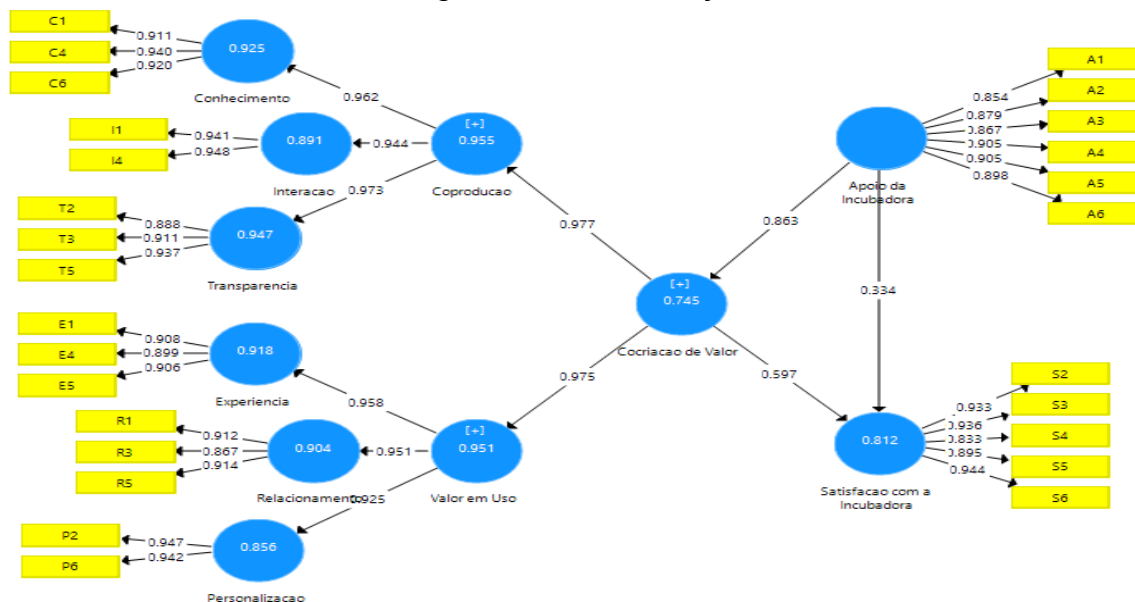 C1
C4
C6
0.911
0.940
0.920
0.925
Conhecimento
0.962
I1
I4
0.941
0.948
0.891
Interacao
0.944
[+]
0.955
Coproducao
T2
T3
T5
0.888
0.911
0.937
0.947
Transparencia
0.973
0.977
E1
E4
E5
0.908
0.899
0.906
0.918
Experiencia
0.958
R1
R3
R5
0.912
0.867
0.914
0.904
Relacionamento
0.951
[+]
0.951
Valor em Uso
P2
P6
0.947
0.942
0.856
Personalizacao
0.925
0.975
[+]
0.745
Cocriacao de Valor
0.863
0.597
Apoio da
Incubadora
0.334
0.854
0.879
0.867
0.905
0.905
0.898
A1
A2
A3
A4
A5
A6
0.812
Satisfacao com a
Incubadora
0.933
0.936
0.833
0.895
0.944
S2
S3
S4
S5
S6